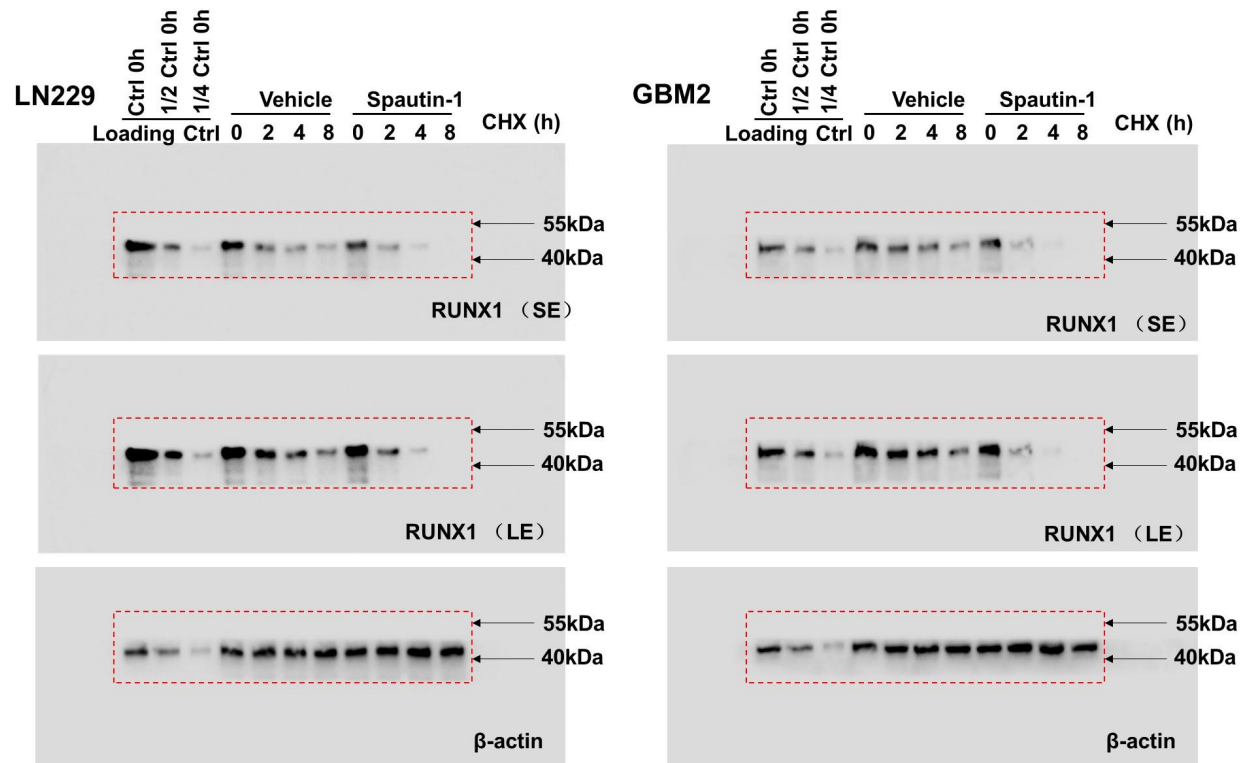 LN229
Ctrl 0h
1/2 Ctrl 0h
1/4 Ctrl 0h
Loading Ctrl
Vehicle
Spautin-1
0 2 4 8 0 2 4 8
CHX (h)
55kDa
40kDa
RUNX1 （SE）
55kDa
40kDa
RUNX1 （LE）
55kDa
40kDa
β-actin
GBM2
Ctrl 0h
1/2 Ctrl 0h
1/4 Ctrl 0h
Loading Ctrl
Vehicle
Spautin-1
0 2 4 8 0 2 4 8
CHX (h)
55kDa
40kDa
RUNX1 （SE）
55kDa
40kDa
RUNX1 （LE）
55kDa
40kDa
β-actin